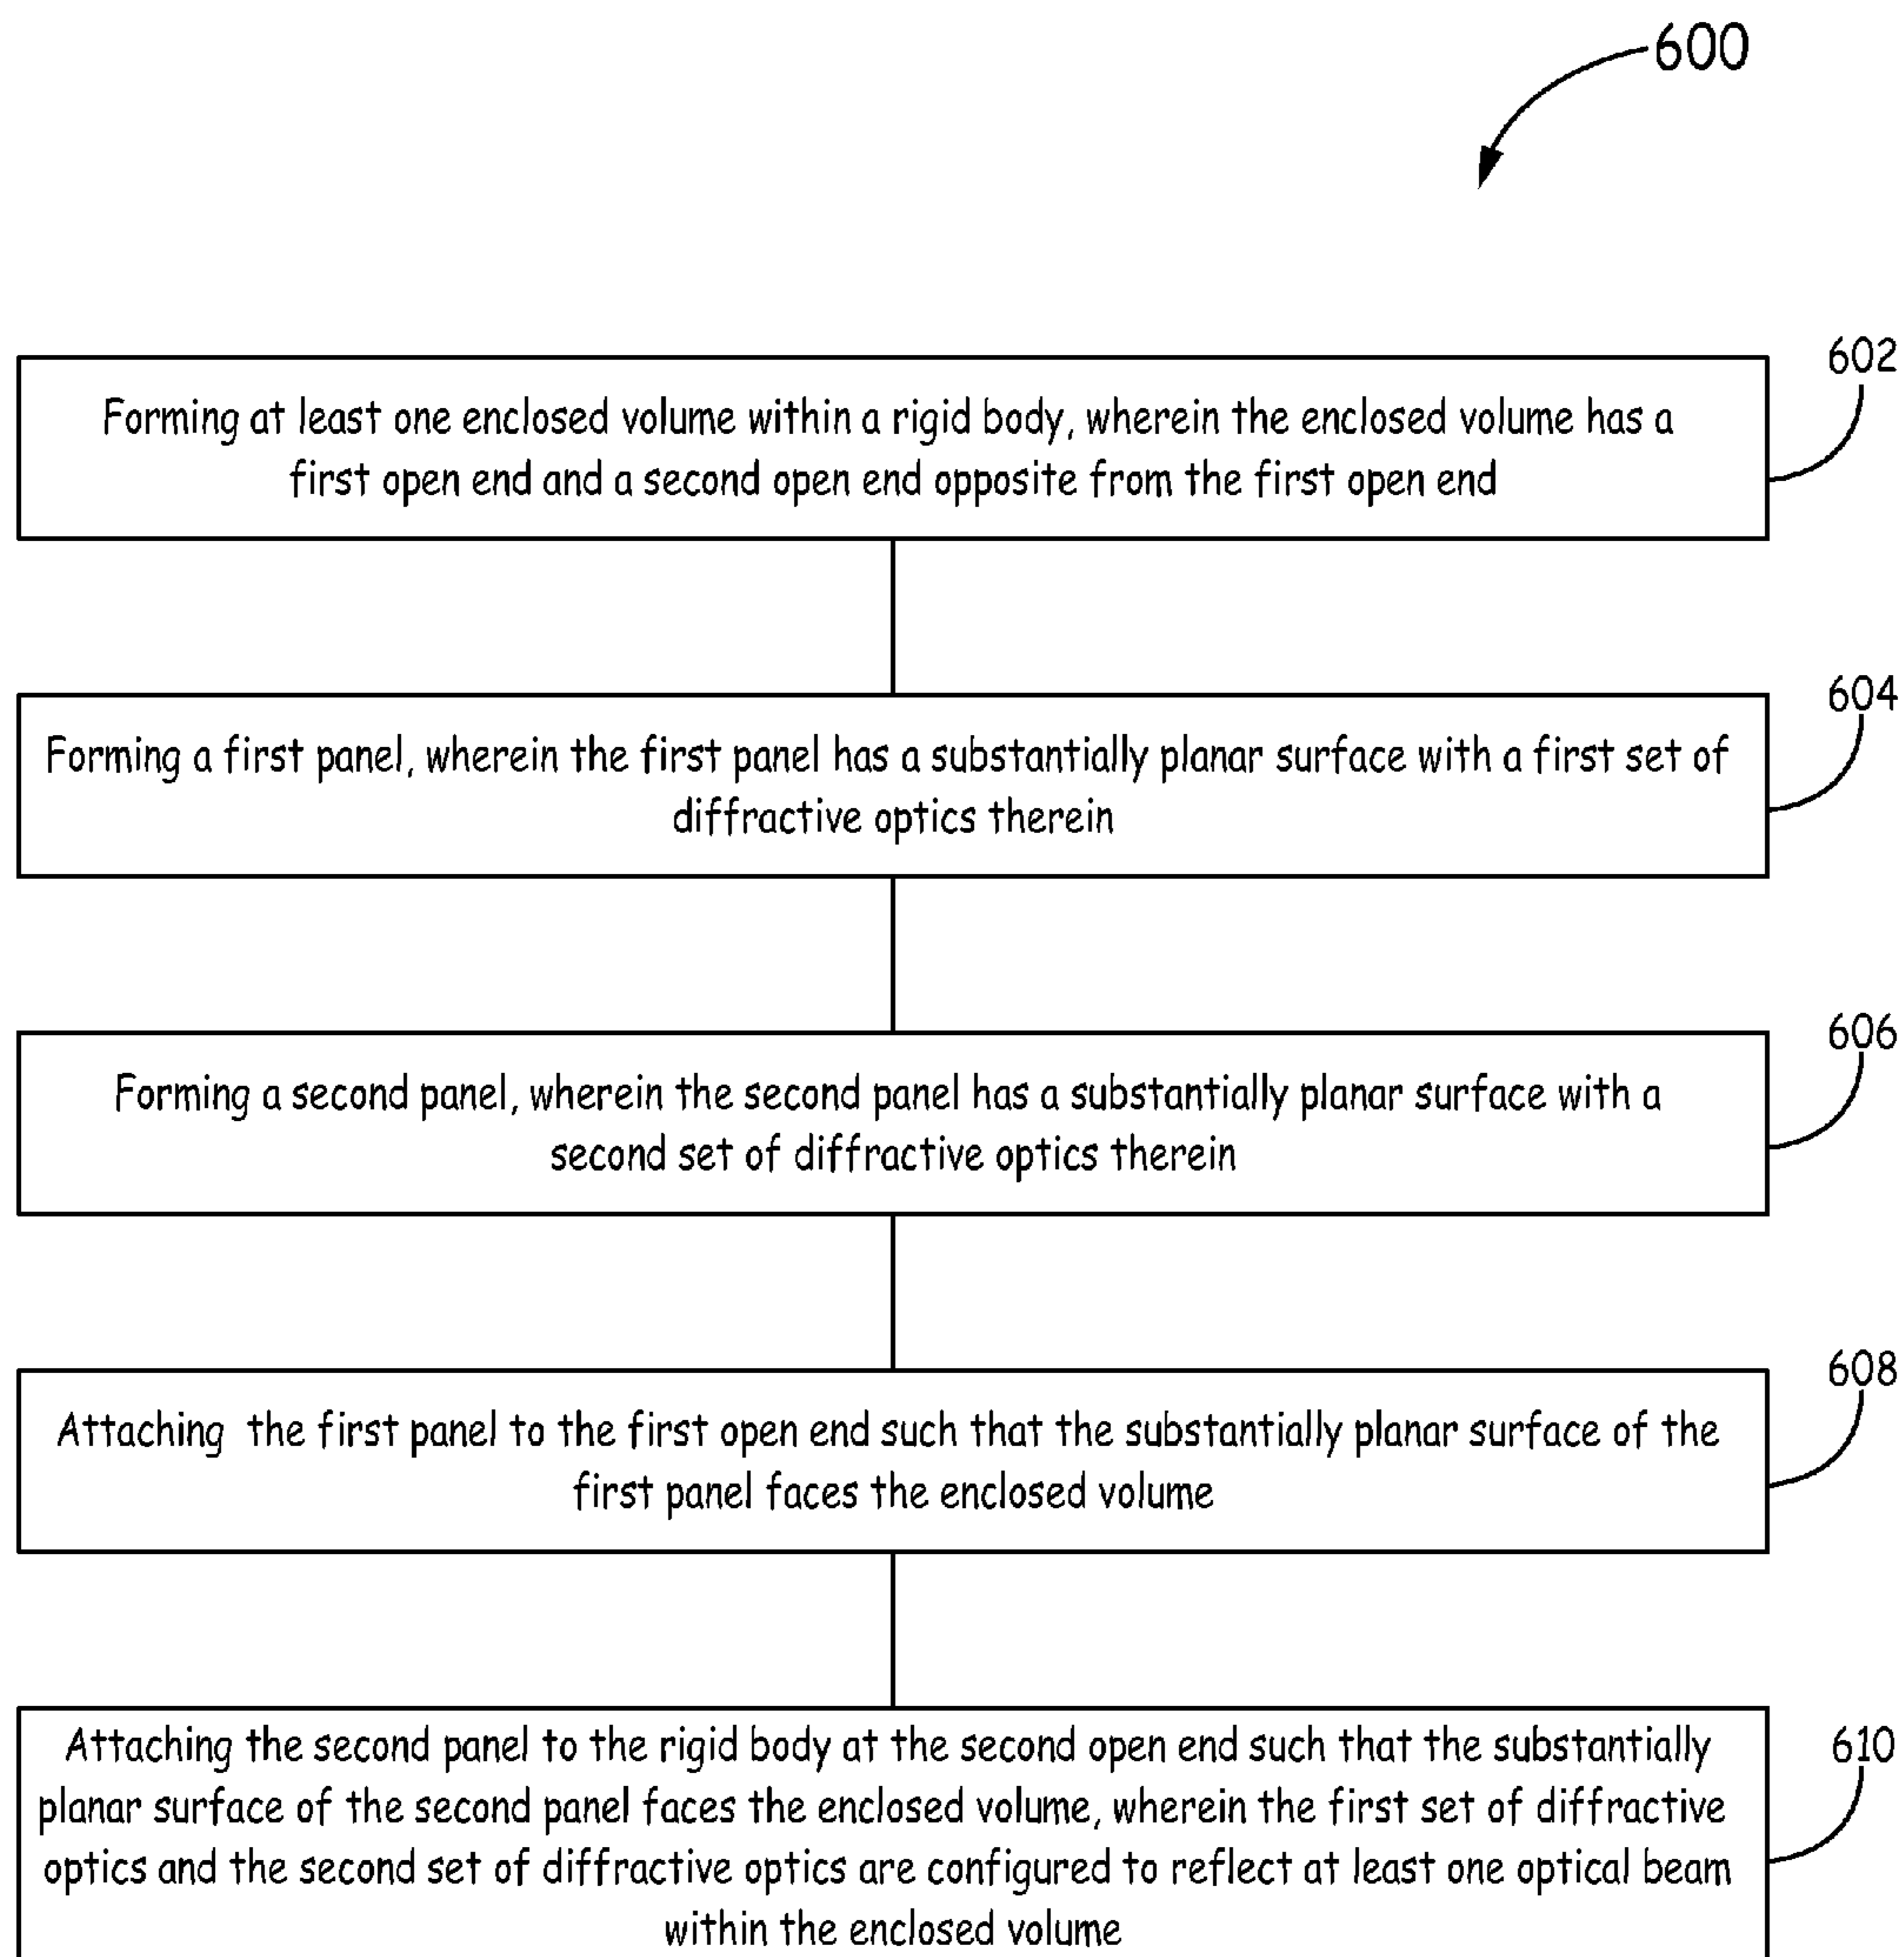 600
602
Forming at least one enclosed volume within a rigid body, wherein the enclosed volume has a
first open end and a second open end opposite from the first open end
604
Forming a first panel, wherein the first panel has a substantially planar surface with a first set of
diffractive optics therein
606
Forming a second panel, wherein the second panel has a substantially planar surface with a
second set of diffractive optics therein
608
Attaching the first panel to the first open end such that the substantially planar surface of the
first panel faces the enclosed volume
610
Attaching the second panel to the rigid body at the second open end such that the substantially
planar surface of the second panel faces the enclosed volume, wherein the first set of diffractive
optics and the second set of diffractive optics are configured to reflect at least one optical beam
within the enclosed volume